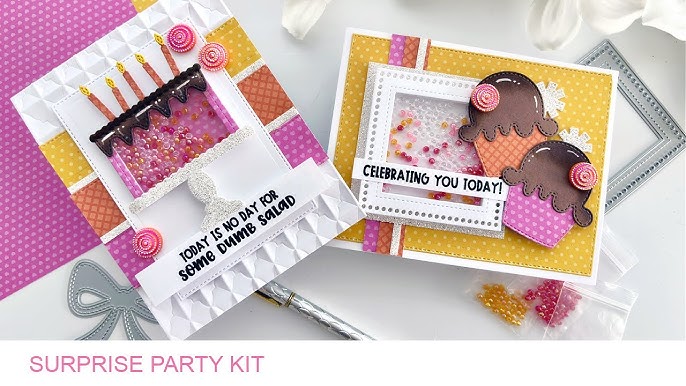 TODAY IS NO DAY FOR
SOME DUMB SALAD
CELEBRATING YOU TODAY!
SURPRISE PARTY KIT